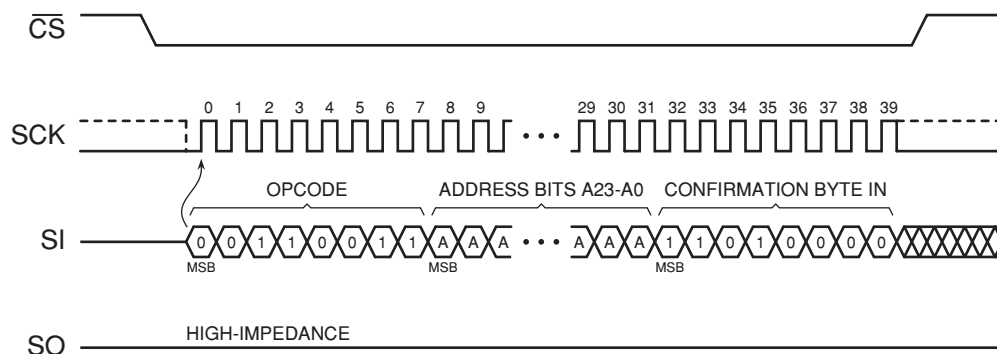 CS
0 1 2 3 4 5 6 7 8 9 29 30 31 32 33 34 35 36 37 38 39
SCK
OPCODE ADDRESS BITS A23-A0 CONFIRMATION BYTE IN
SI 0 0 1 1 0 0 1 1 A A A A A A 1 1 0 1 0 0 0 0
MSB MSB MSB
HIGH-IMPEDANCE
SO